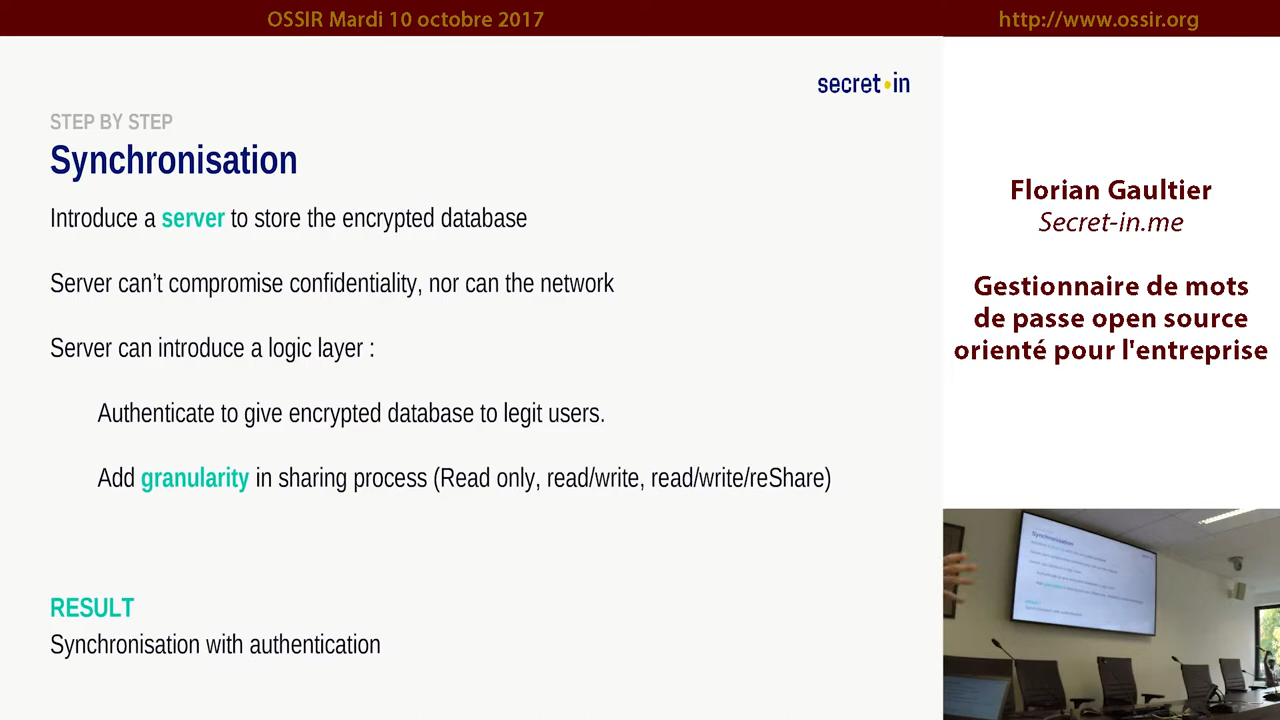 OSSIR Mardi 10 octobre 2017
http://www.ossir.org
secret•in
STEP BY STEP
Synchronisation
Introduce a server to store the encrypted database
Server can’t compromise confidentiality, nor can the network
Server can introduce a logic layer :
Authenticate to give encrypted database to legit users.
Add granularity in sharing process (Read only, read/write, read/write/reShare)
RESULT
Synchronisation with authentication
Florian Gaultier
Secret-in.me
Gestionnaire de mots
de passe open source
orienté pour l'entreprise
Synchronisation